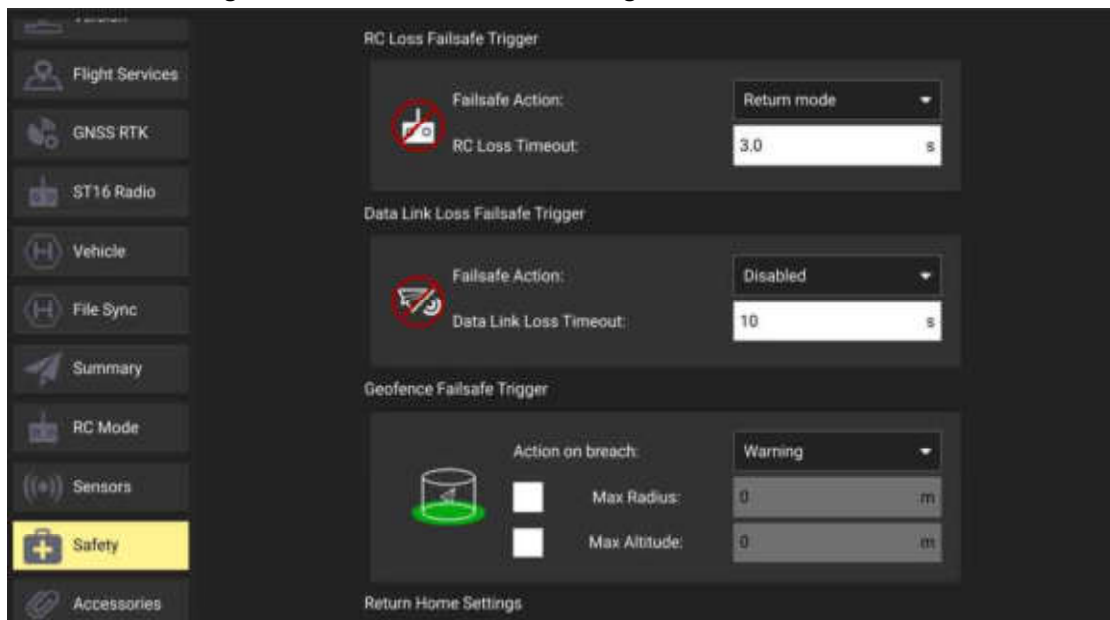 RC Loss Failsafe Trigger
Flight Services
Failsafe Action:
Return mode
GNSS RTK
RC Loss Timeout:
3.0 s
ST16 Radio
Data Link Loss Failsafe Trigger
Vehicle
Failsafe Action:
Disabled
File Sync
Data Link Loss Timeout:
10 s
Summary
Geofence Failsafe Trigger
RC Mode
Action on breach:
Warning
Sensors
Max Radius:
0 m
Safety
Max Altitude:
0 m
Accessories
Return Home Settings